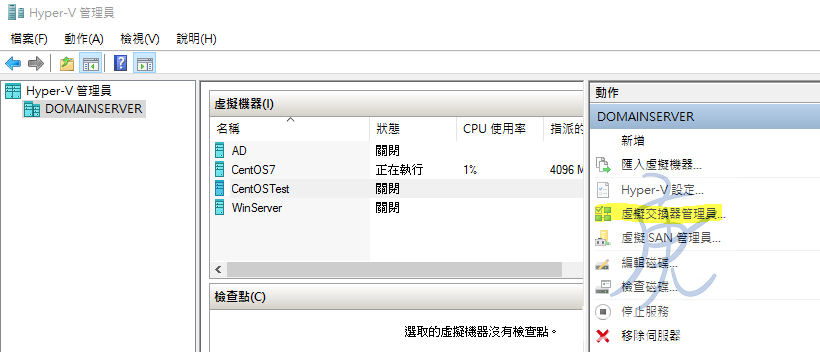 Hyper-V 管理員
檔案(F) 動作(A) 檢視(V) 說明(H)
Hyper-V 管理員
DOMAINSERVER
虛擬機器(I)
名稱 狀態 CPU 使用率 指派的
AD 關閉
CentOS7 正在執行 1% 4096 M
CentOSTest 關閉
WinServer 關閉
檢查點(C)
選取的虛擬機器沒有檢查點。
動作
DOMAINSERVER
新增
匯入虛擬機器...
Hyper-V 設定...
虛擬交換器管理員...
虛擬 SAN 管理員...
編輯磁碟...
檢查磁碟...
停止服務
移除伺服器